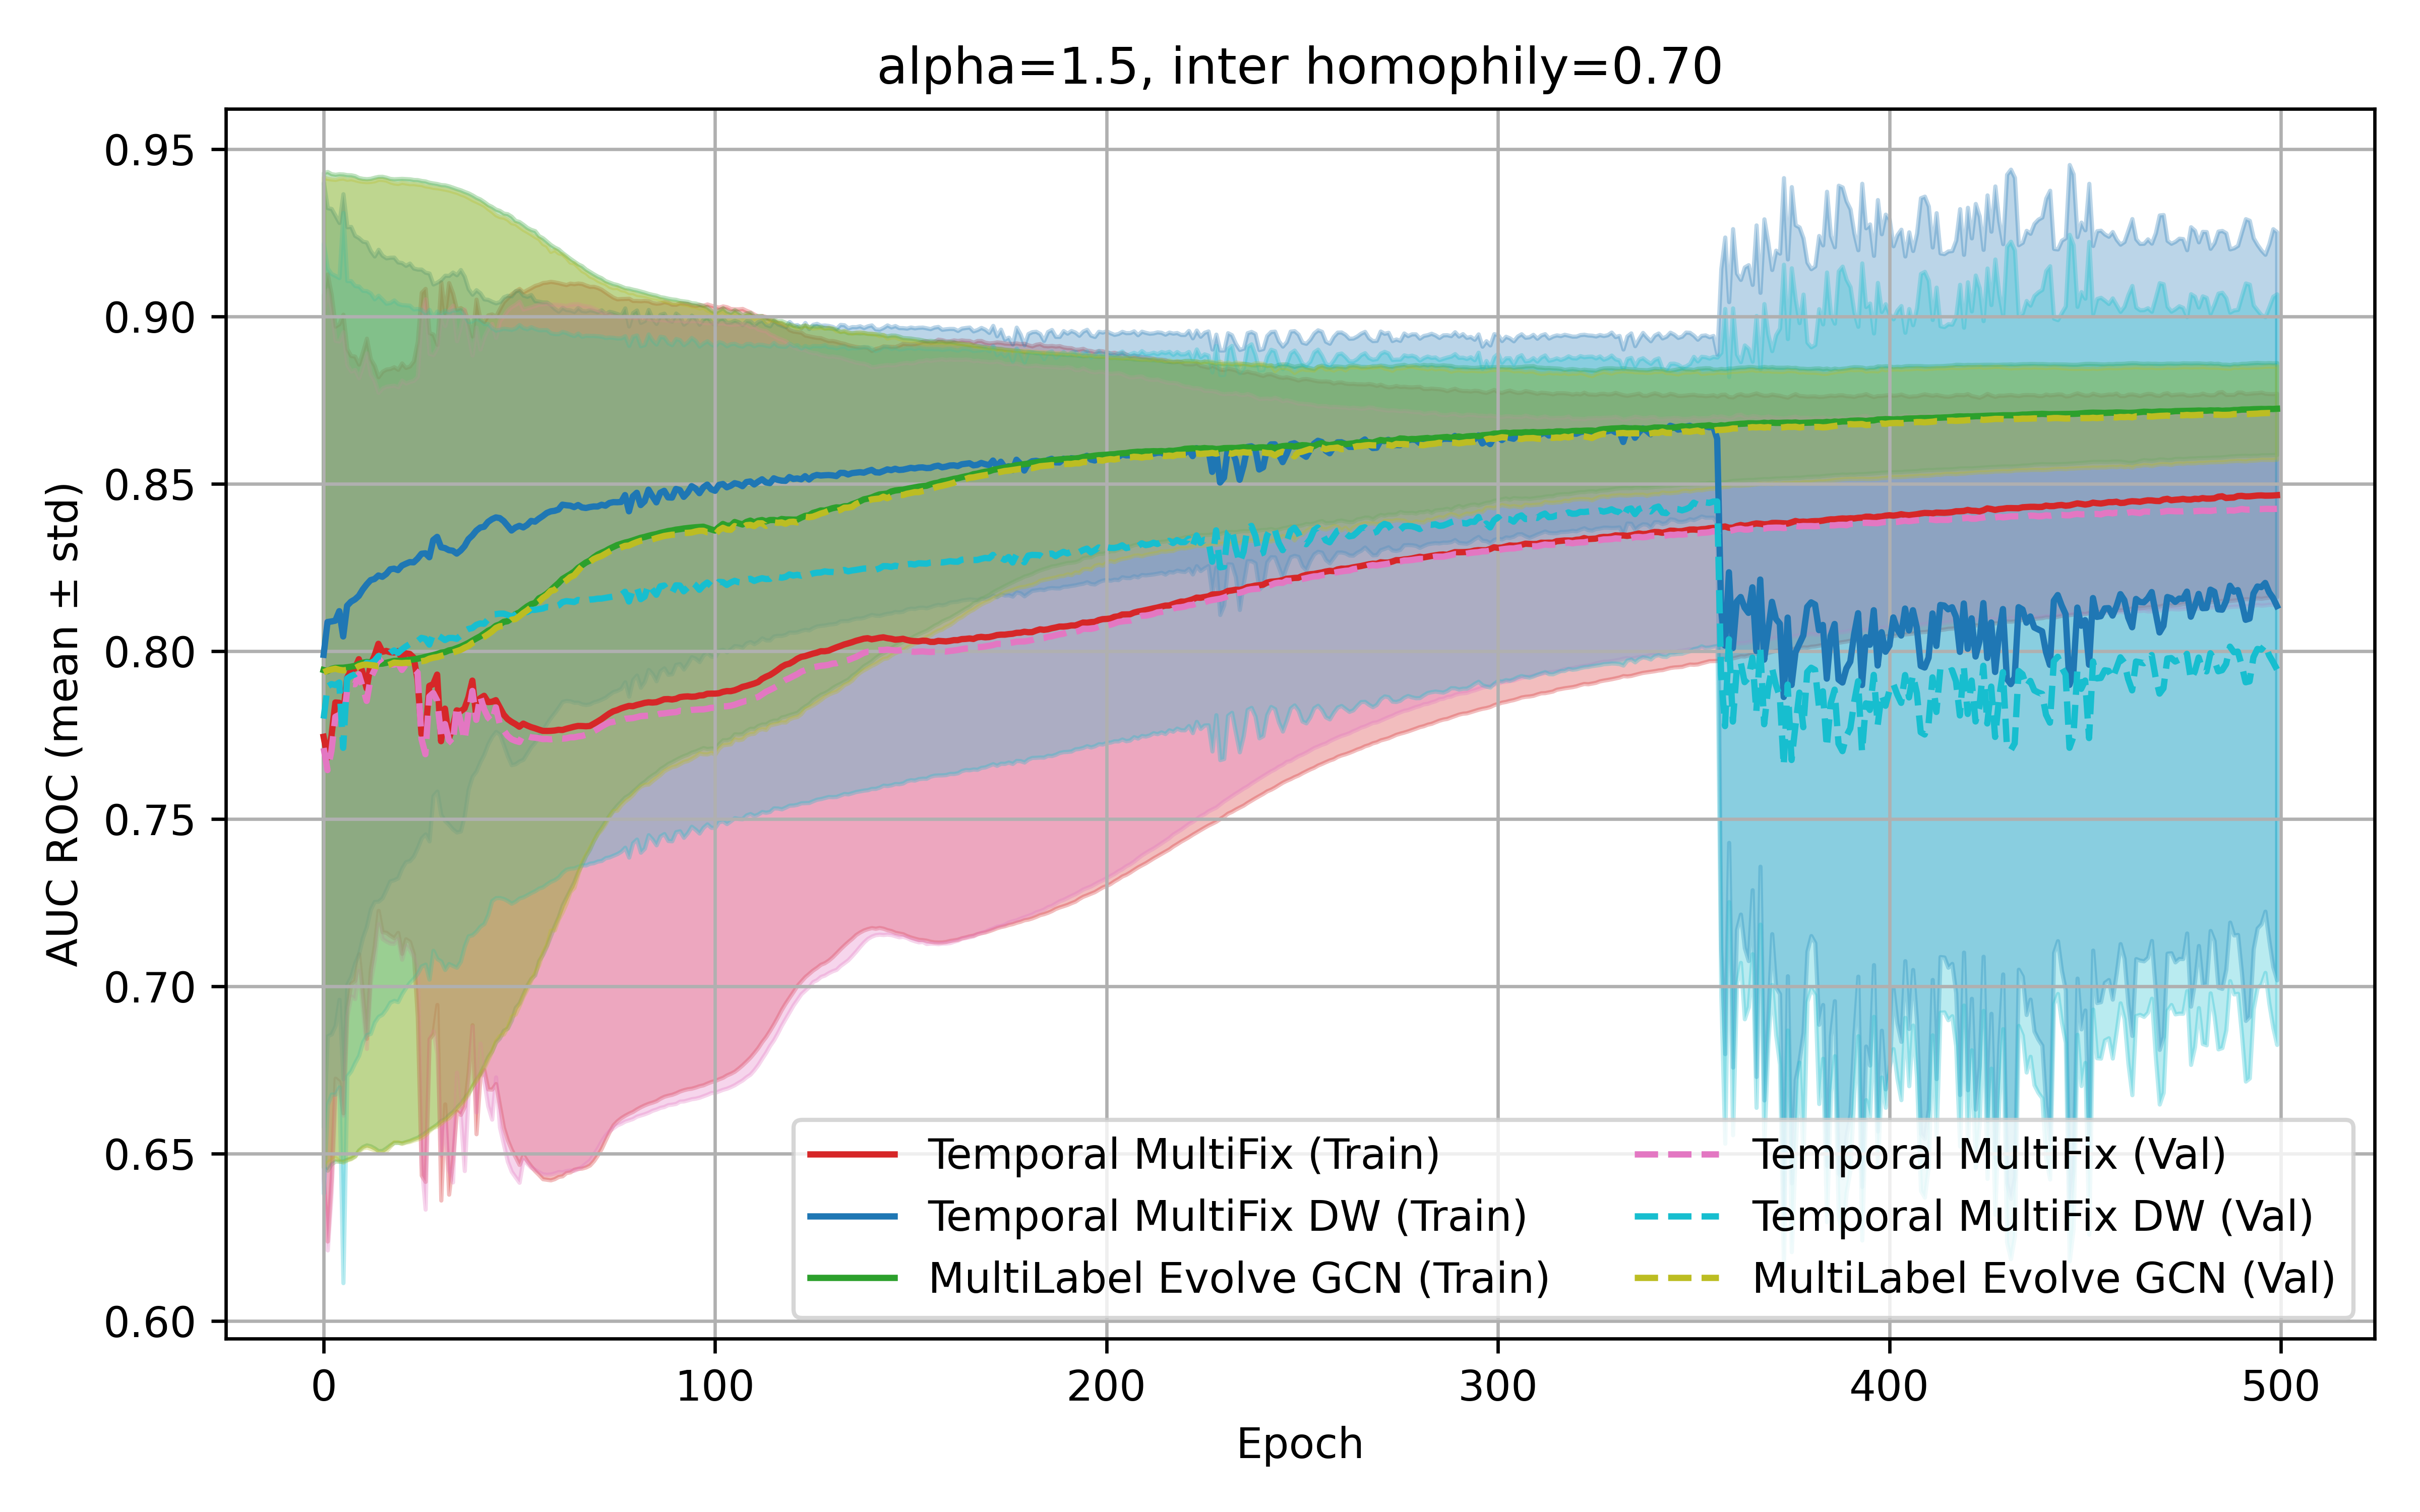 alpha=1.5, inter homophily=0.70
AUC ROC (mean ± std)
0.95
0.90
0.85
0.80
0.75
0.70
0.65
0.60
Temporal MultiFix (Train)
Temporal MultiFix DW (Train)
MultiLabel Evolve GCN (Train)
Temporal MultiFix (Val)
Temporal MultiFix DW (Val)
MultiLabel Evolve GCN (Val)
0 100 200 300 400 500
Epoch